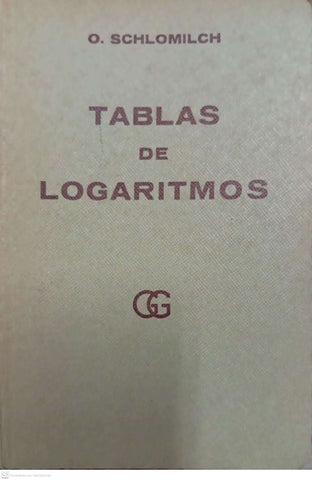 O. SCHLOMILCH
TABLAS
DE
LOGARITMOS
GG